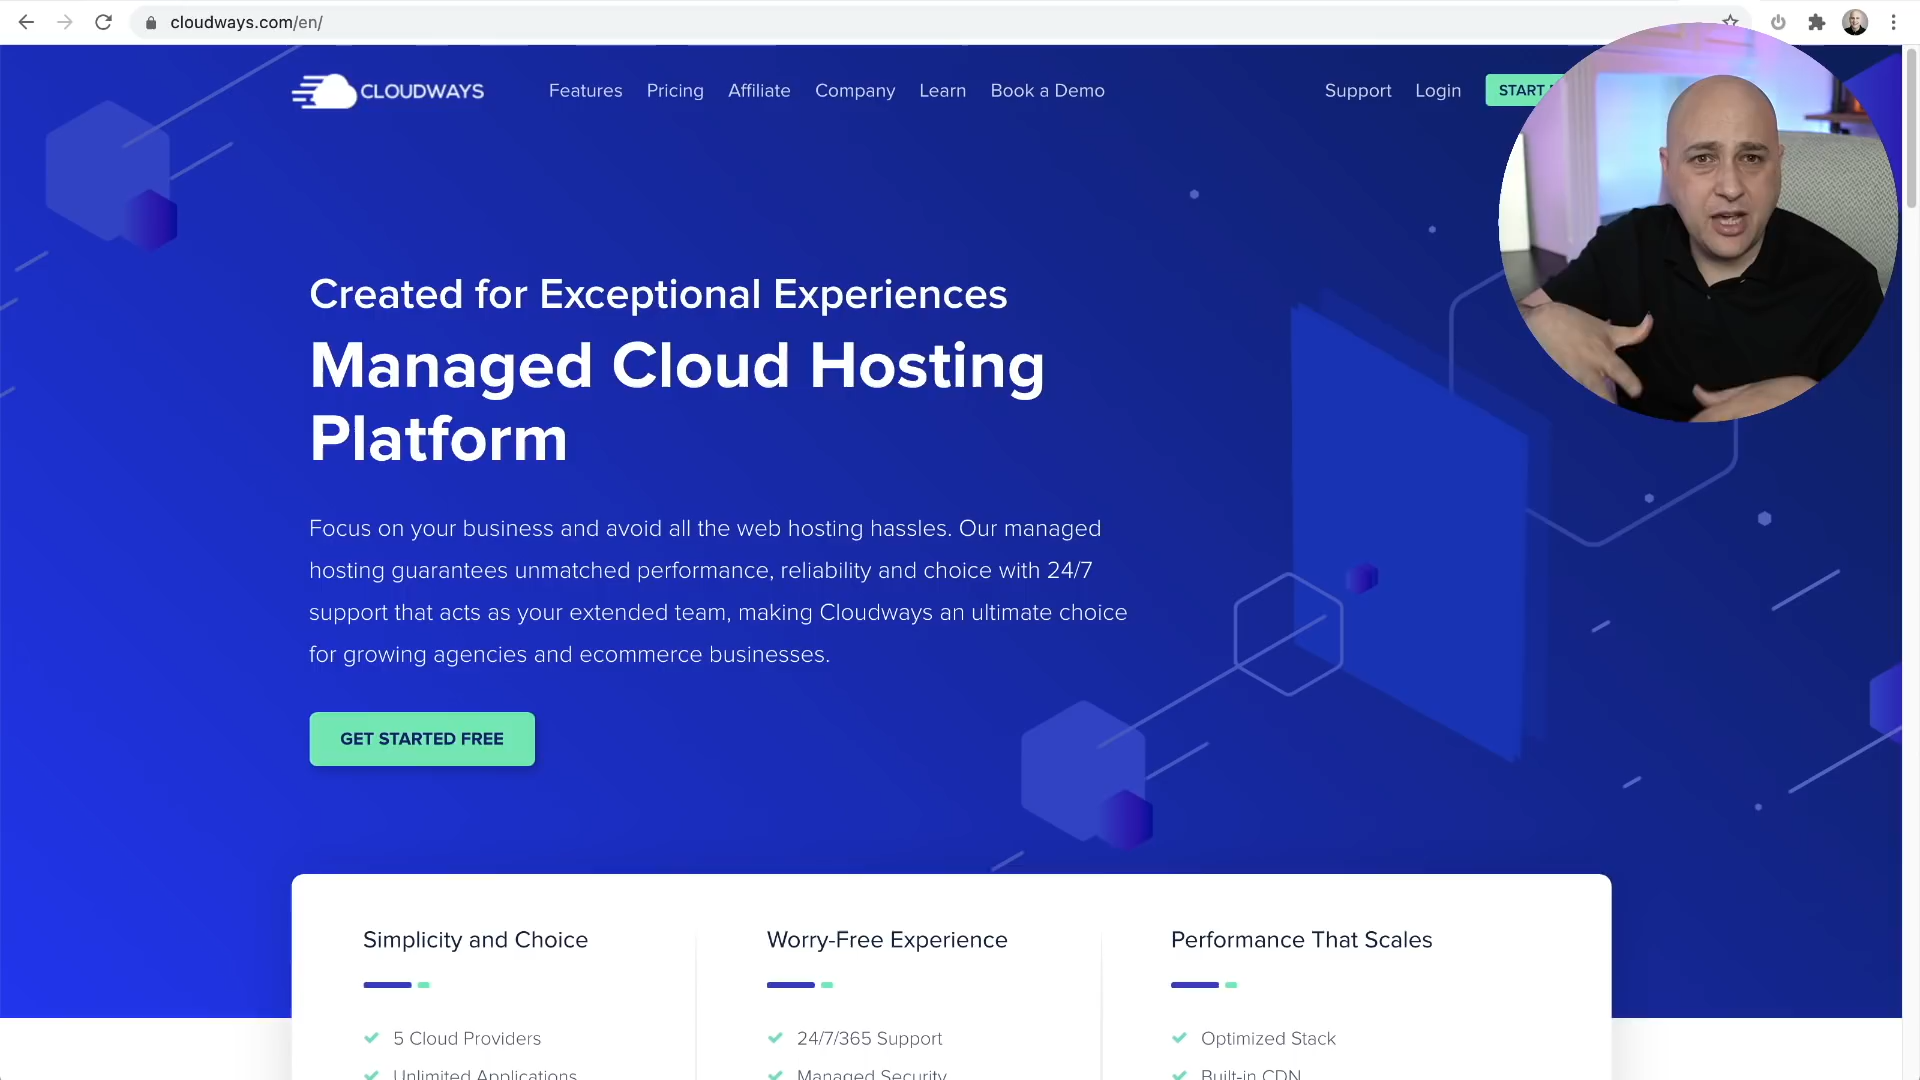 cloudways.com/en/
CLOUDWAYS
Features
Pricing
Affiliate
Company
Learn
Book a Demo
Support
Login
START
Created for Exceptional Experiences
Managed Cloud Hosting
Platform
Focus on your business and avoid all the web hosting hassles. Our managed
hosting guarantees unmatched performance, reliability and choice with 24/7
support that acts as your extended team, making Cloudways an ultimate choice
for growing agencies and ecommerce businesses.
GET STARTED FREE
Simplicity and Choice
5 Cloud Providers
Unlimited Applications
Worry-Free Experience
24/7/365 Support
Managed Security
Performance That Scales
Optimized Stack
Built-in CDN